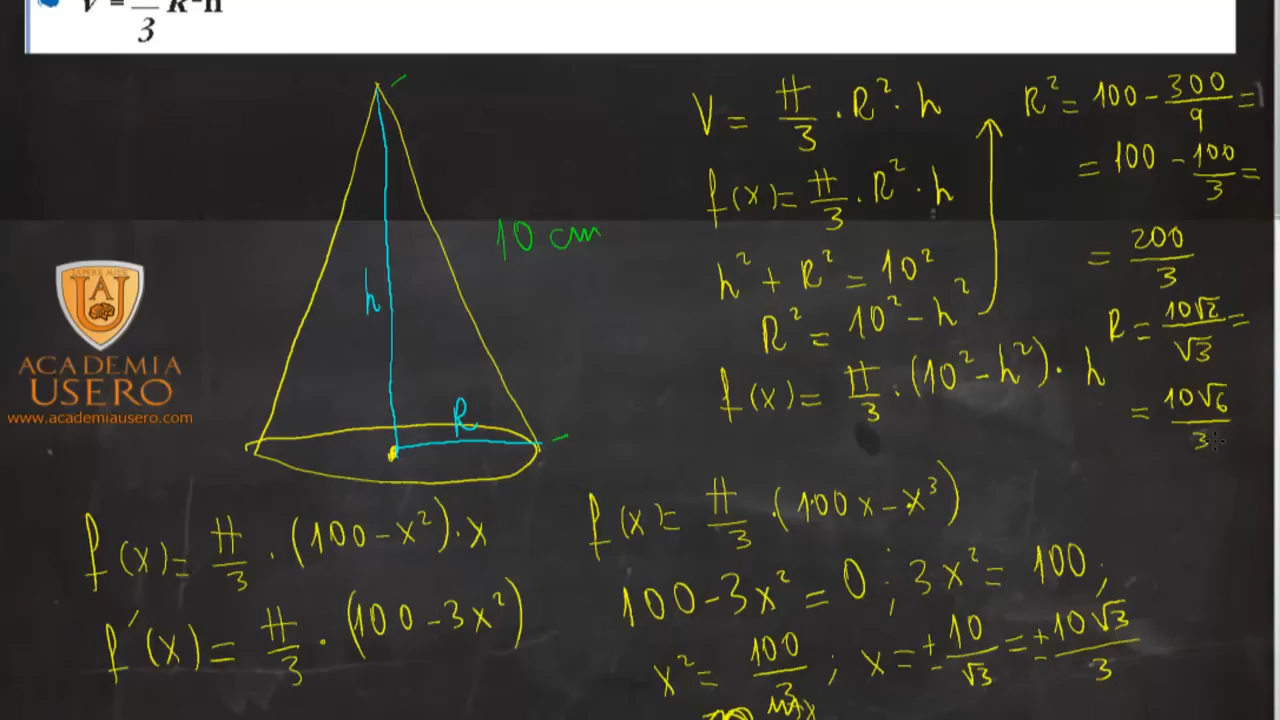 V = — R²h
3
10 cm
h
R
V = π/3 · R² · h
f(x) = π/3 · R² · h
h² + R² = 10²
R² = 10² - h²
f(x) = π/3 · (10² - h²) · h
R² = 100 - 300/9 =
= 100 - 100/3 =
= 200/3
R = 10√2/√3 =
= 10√6/3
SAPERE AUDE
ACADEMIA
USERO
www.academiausero.com
f(x) = π/3 · (100 - x²) · x
f'(x) = π/3 · (100 - 3x²)
f(x) = π/3 · (100x - x³)
100 - 3x² = 0 ; 3x² = 100 ;
x² = 100/3 ; x = ± 10/√3 = ± 10√3/3
MAX